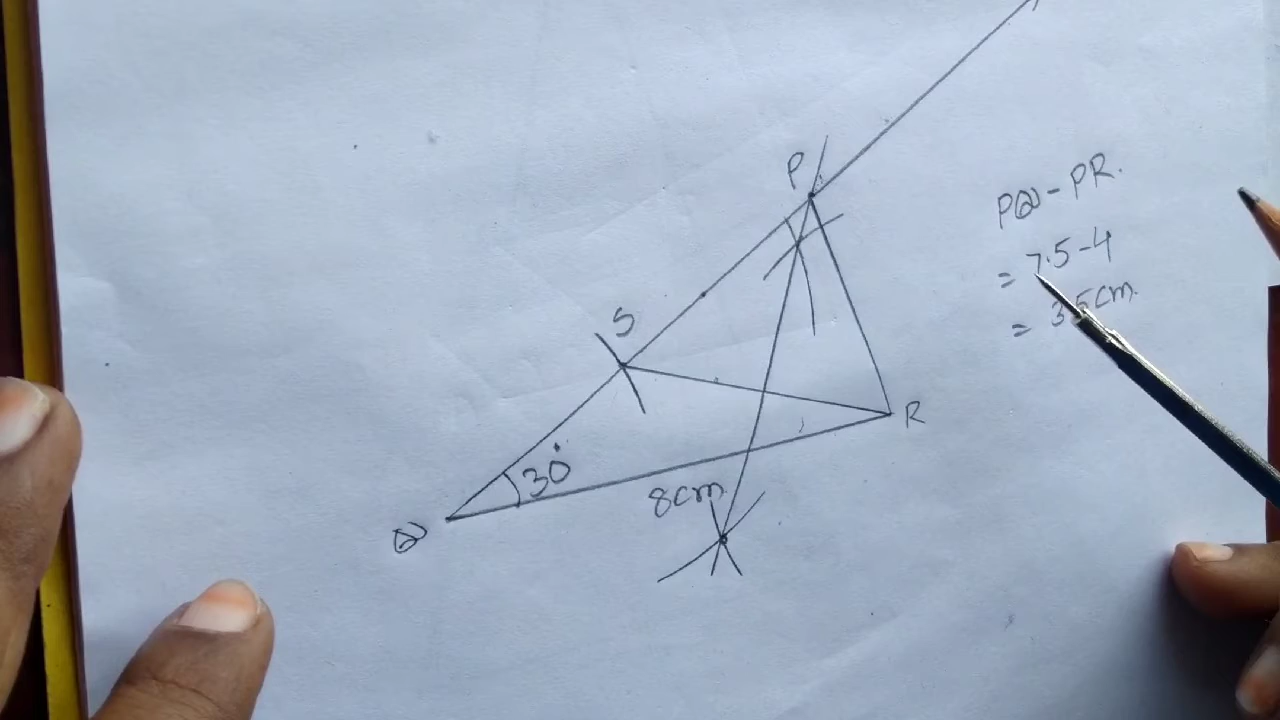 P
PQ - PR.
= 7.5 - 4
= 3.5cm.
S
R
30°
8cm
Q